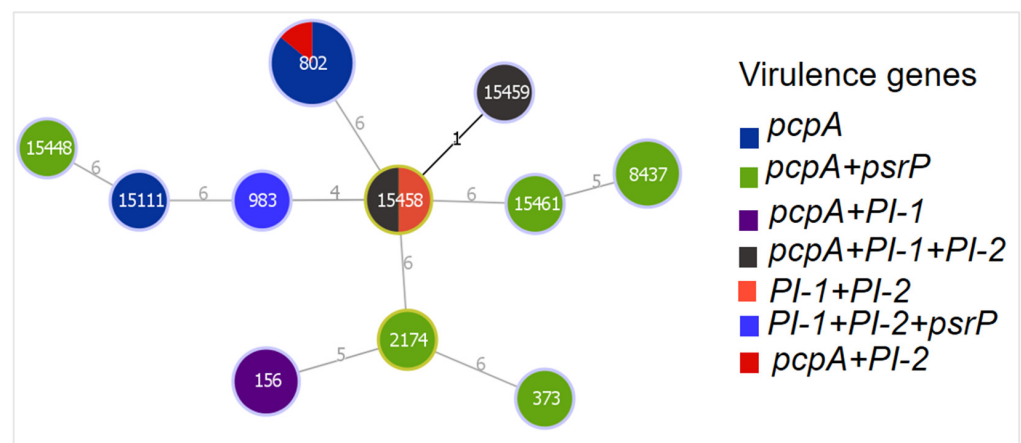 802
6
15459
1
15448
6
15111
6
983
4
15458
6
15461
5
8437
6
2174
5
156
6
373
Virulence genes
pcpA
pcpA+psrP
pcpA+PI-1
pcpA+PI-1+PI-2
PI-1+PI-2
PI-1+PI-2+psrP
pcpA+PI-2